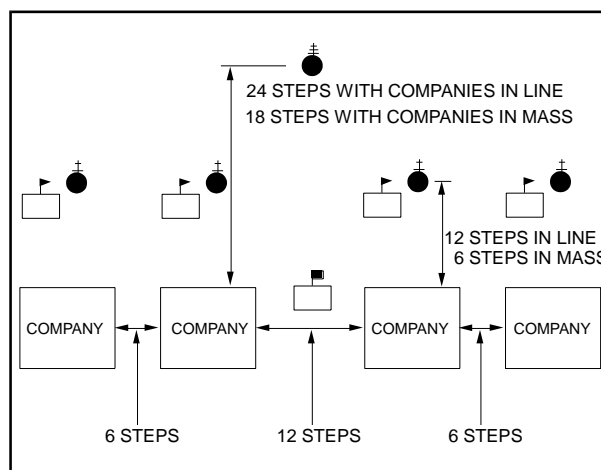 24 STEPS WITH COMPANIES IN LINE
18 STEPS WITH COMPANIES IN MASS
12 STEPS IN LINE
6 STEPS IN MASS
COMPANY
COMPANY
COMPANY
COMPANY
6 STEPS
12 STEPS
6 STEPS